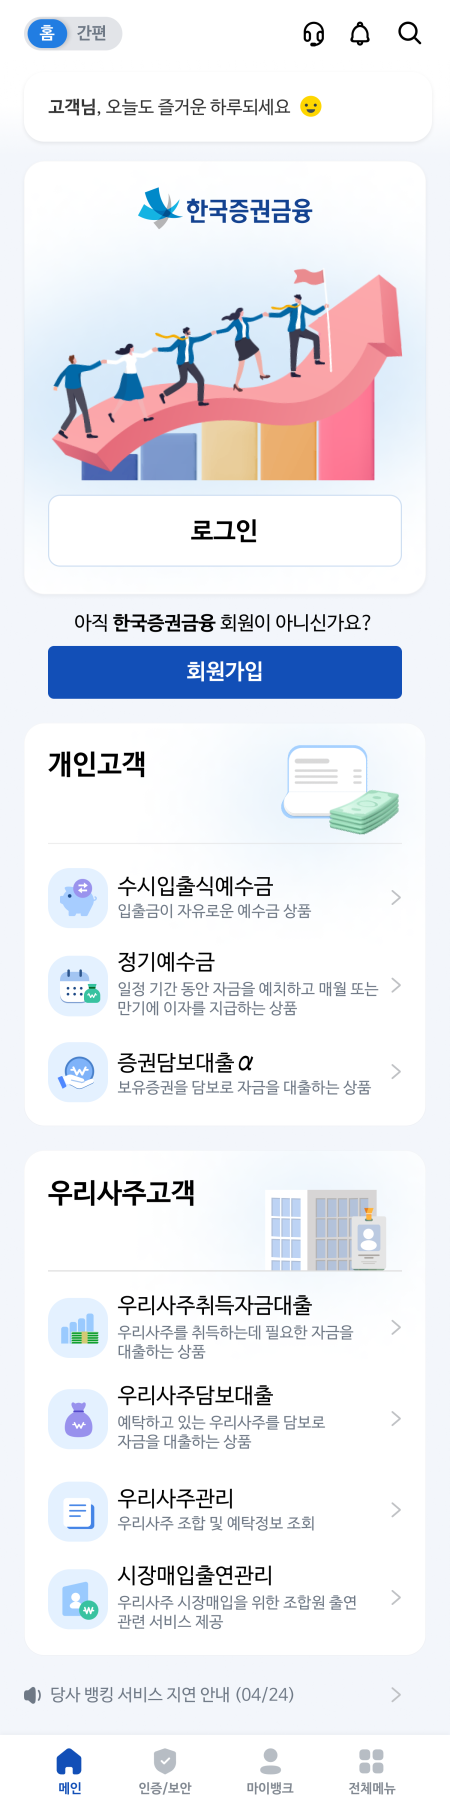 홈 간편
고객님, 오늘도 즐거운 하루되세요
한국증권금융
로그인
아직 한국증권금융 회원이 아니신가요?
회원가입
개인고객
수시입출식예수금
입출금이 자유로운 예수금 상품
정기예수금
일정 기간 동안 자금을 예치하고 매월 또는
만기에 이자를 지급하는 상품
증권담보대출 α
보유증권을 담보로 자금을 대출하는 상품
우리사주고객
우리사주취득자금대출
우리사주를 취득하는데 필요한 자금을
대출하는 상품
우리사주담보대출
예탁하고 있는 우리사주를 담보로
자금을 대출하는 상품
우리사주관리
우리사주 조합 및 예탁정보 조회
시장매입출연관리
우리사주 시장매입을 위한 조합원 출연
관련 서비스 제공
당사 뱅킹 서비스 지연 안내 (04/24)
메인 인증/보안 마이뱅크 전체메뉴